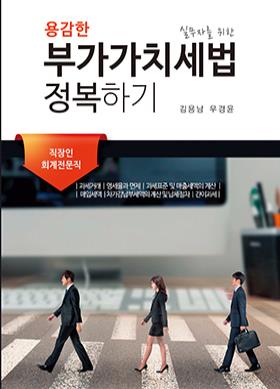 용감한
실무자를 위한
부가가치세법
정복하기
김용남 우경윤
직장인
회계전문직
| 과세거래 | 영세율과 면제 | 과세표준 및 매출세액의 계산 |
| 매입세액 | 차가감납부세액의 계산 및 납세절차 | 간이과세 |